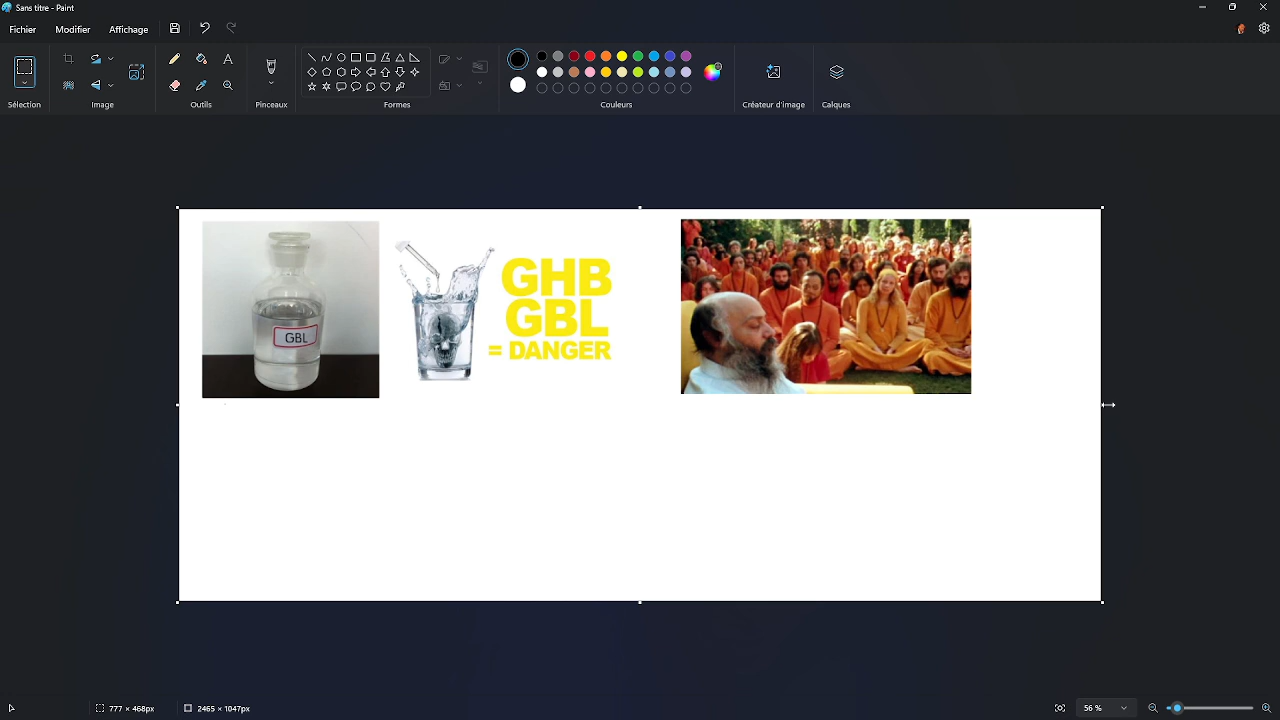 Sans titre - Paint
Fichier
Modifier
Affichage
Sélection
Image
Outils
Pinceaux
Formes
Couleurs
Créateur d'image
Calques
GBL
GHB
GBL
= DANGER
777 × 468px
2465 × 1047px
56 %